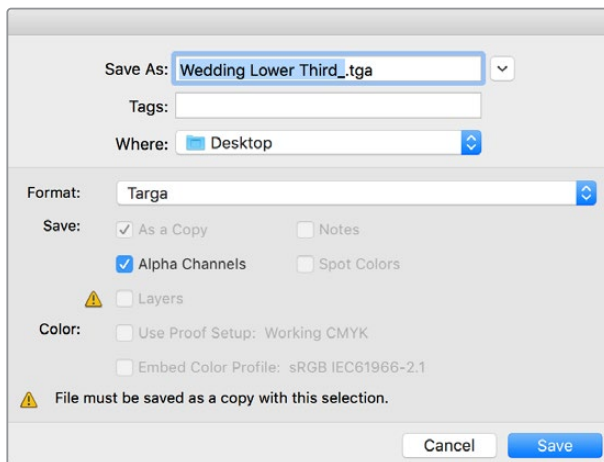 Save As: Wedding Lower Third_.tga
Tags:
Where: Desktop
Format: Targa
Save: As a Copy Notes
Alpha Channels Spot Colors
Layers
Color: Use Proof Setup: Working CMYK
Embed Color Profile: sRGB IEC61966-2.1
File must be saved as a copy with this selection.
Cancel Save